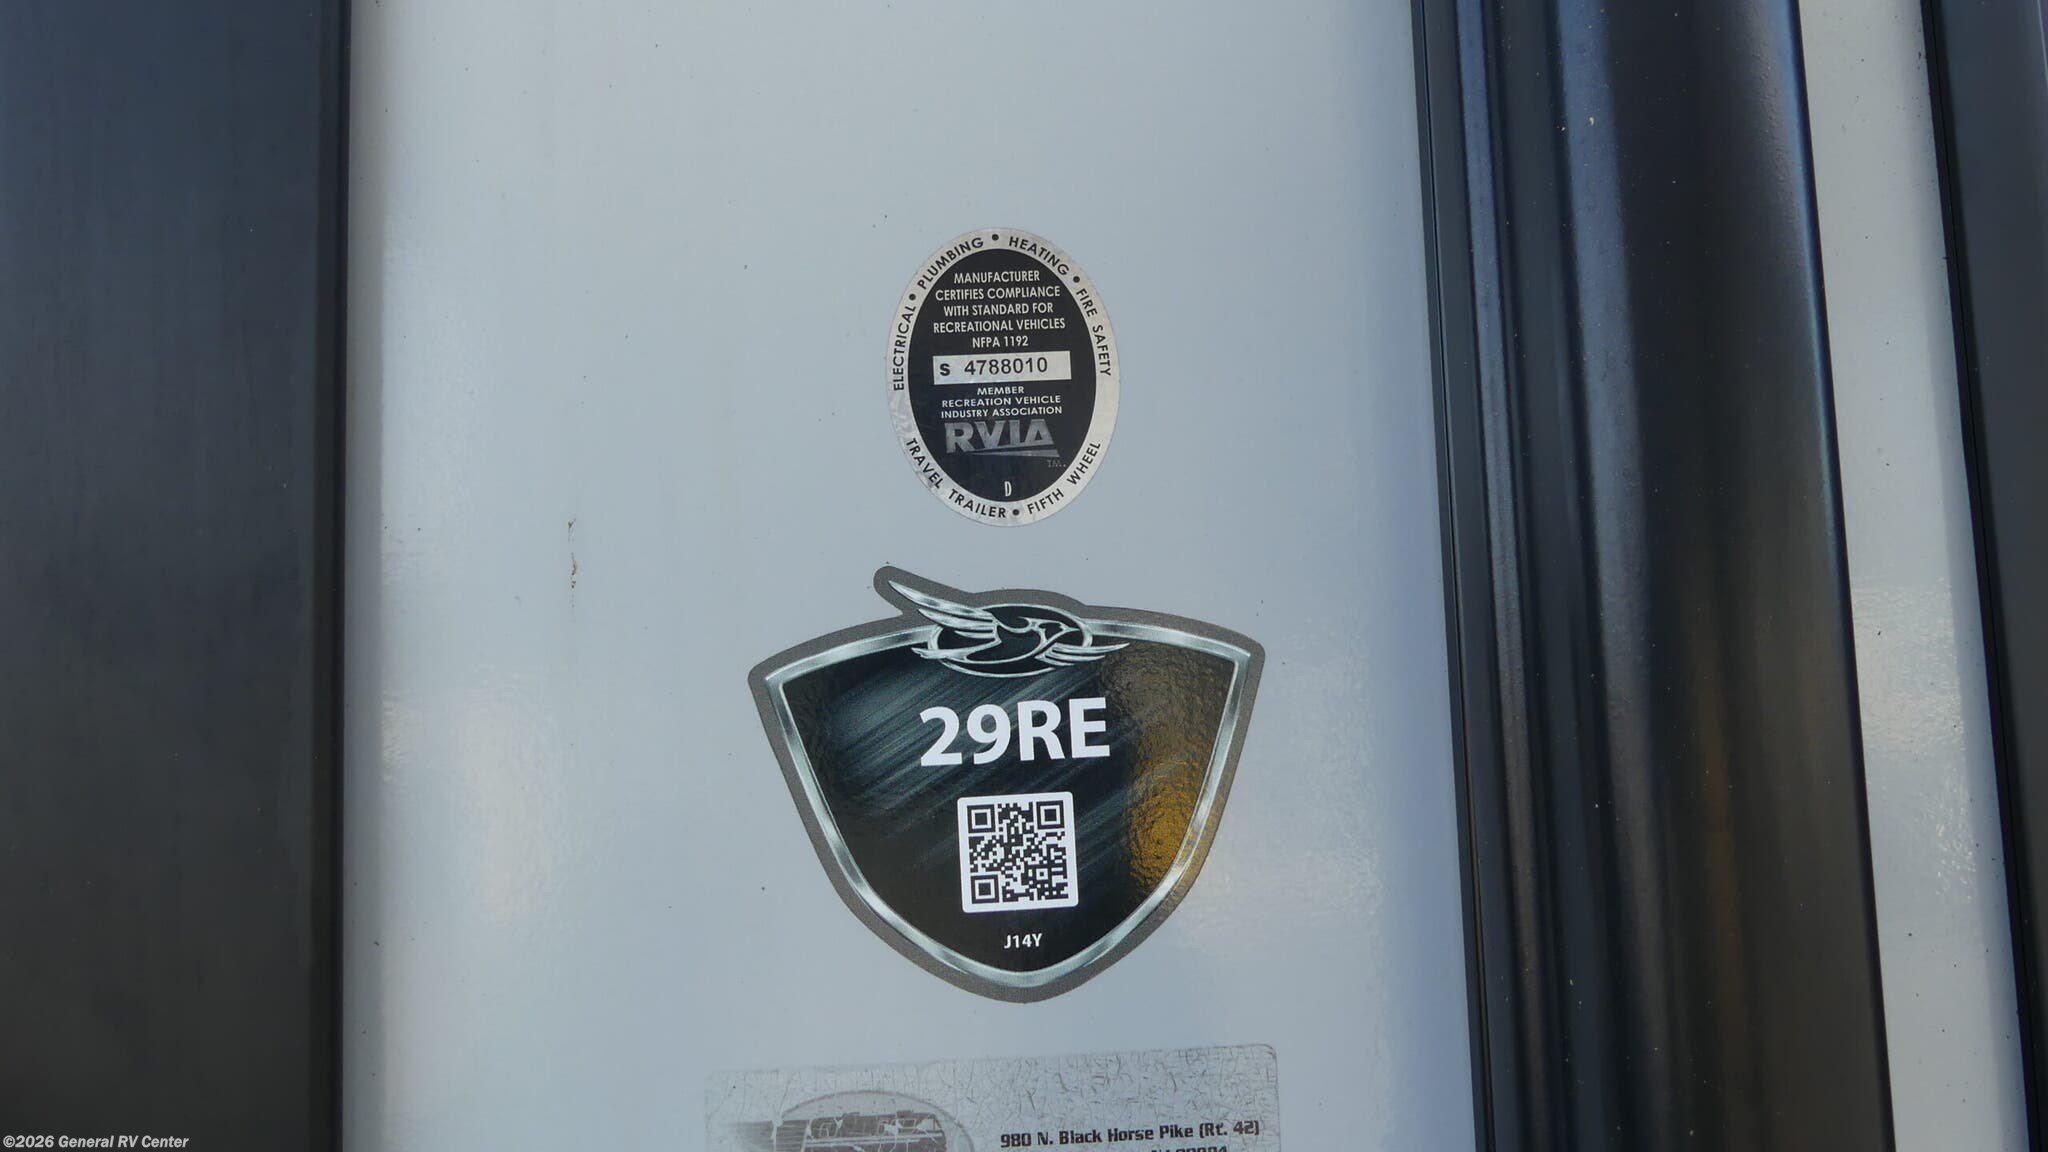 ELECTRICAL • PLUMBING • HEATING • FIRE SAFETY
MANUFACTURER
CERTIFIES COMPLIANCE
WITH STANDARD FOR
RECREATIONAL VEHICLES
NFPA 1192
S 4788010
MEMBER
RECREATION VEHICLE
INDUSTRY ASSOCIATION
RVIA
TM.
D
TRAVEL TRAILER • FIFTH WHEEL
29RE
J14Y
980 N. Black Horse Pike (Rt. 42)
©2026 General RV Center